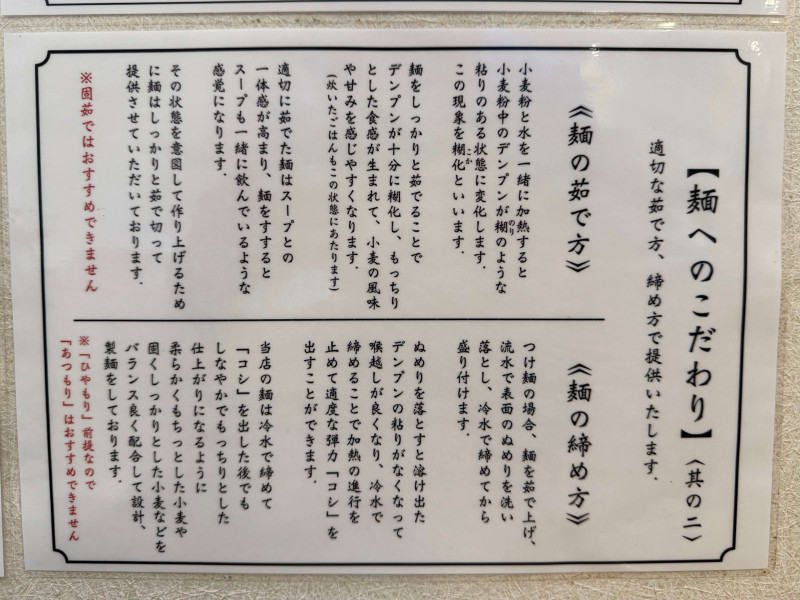 【麺へのこだわり】〈其の二〉
適切な茹で方、締め方で提供いたします．
《麺の茹で方》
小麦粉と水を一緒に加熱すると
小麦粉中のデンプンが糊のような
粘りのある状態に変化します．
この現象を糊化といいます．
麺をしっかりと茹でることで
デンプンが十分に糊化し、もっちり
とした食感が生まれて、小麦の風味
や甘みを感じやすくなります．
（炊いたごはんもこの状態にあたります）
適切に茹でた麺はスープとの
一体感が高まり、麺をすすると
スープも一緒に飲んでいるような
感覚になります．
その状態を意図して作り上げるため
に麺はしっかりと茹で切って
提供させていただいております．
※固茹ではおすすめできません
《麺の締め方》
つけ麺の場合、麺を茹で上げ、
流水で表面のぬめりを洗い
落とし、冷水で締めてから
盛り付けます．
ぬめりを落とすと溶け出た
デンプンの粘りがなくなって
喉越しが良くなり、冷水で
締めることで加熱の進行を
止めて適度な弾力「コシ」を
出すことができます．
当店の麺は冷水で締めて
「コシ」を出した後でも
しなやかでもっちりとした
仕上がりになるように
柔らかくもちっとした小麦や
固くしっかりとした小麦などを
バランス良く配合して設計、
製麺をしております．
※「ひやもり」前提なので
「あつもり」はおすすめできません